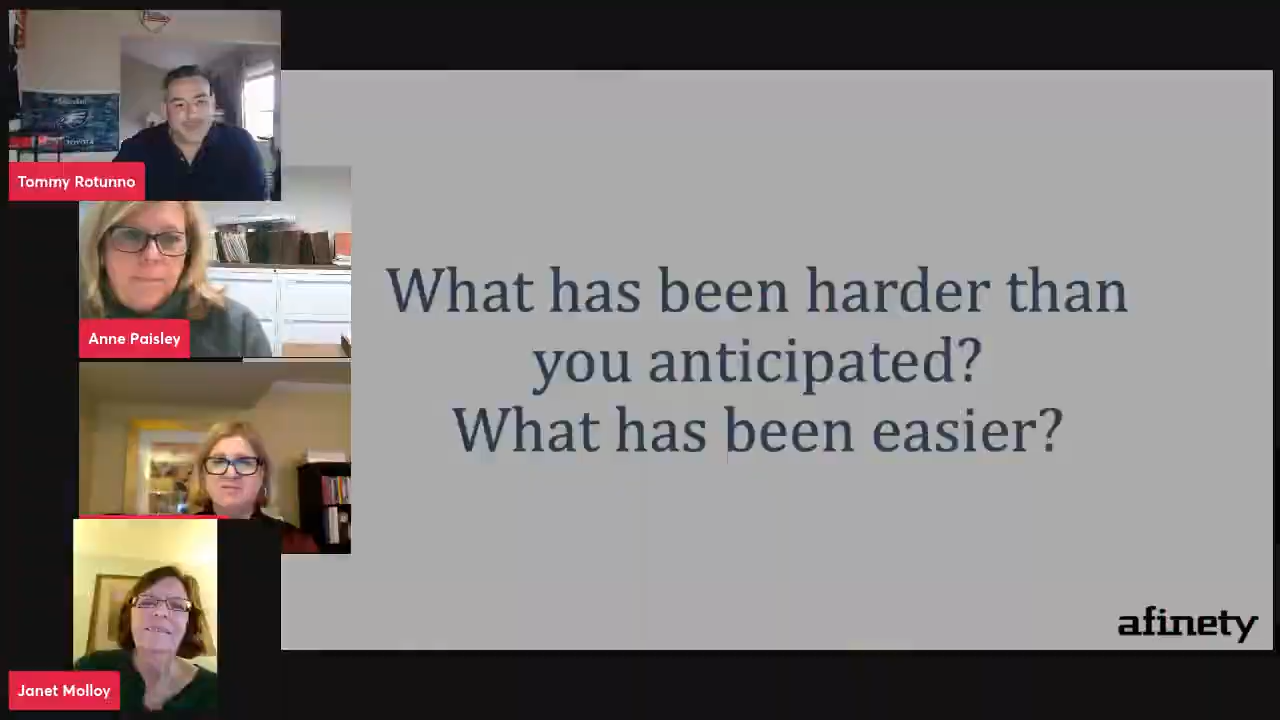 Tommy Rotunno
Anne Paisley
Janet Molloy
What has been harder than
you anticipated?
What has been easier?
afinety